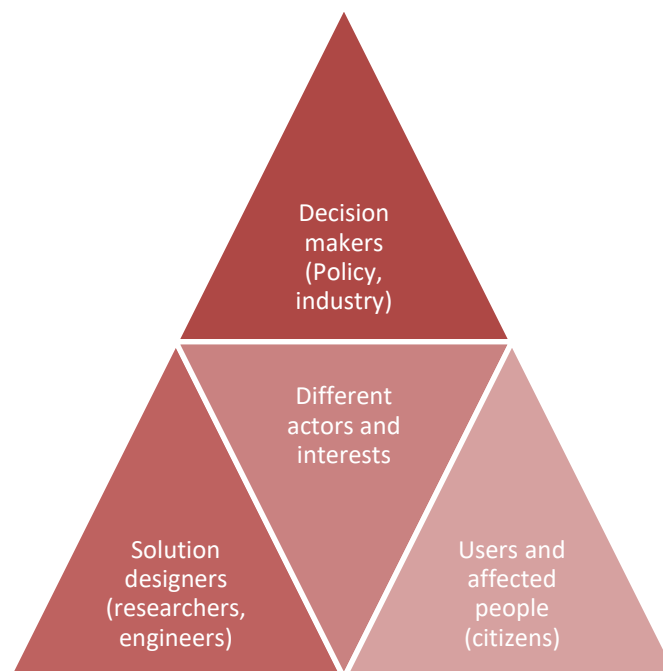 Decision
makers
(Policy,
industry)
Different
actors and
interests
Solution
designers
(researchers,
engineers)
Users and
affected
people
(citizens)